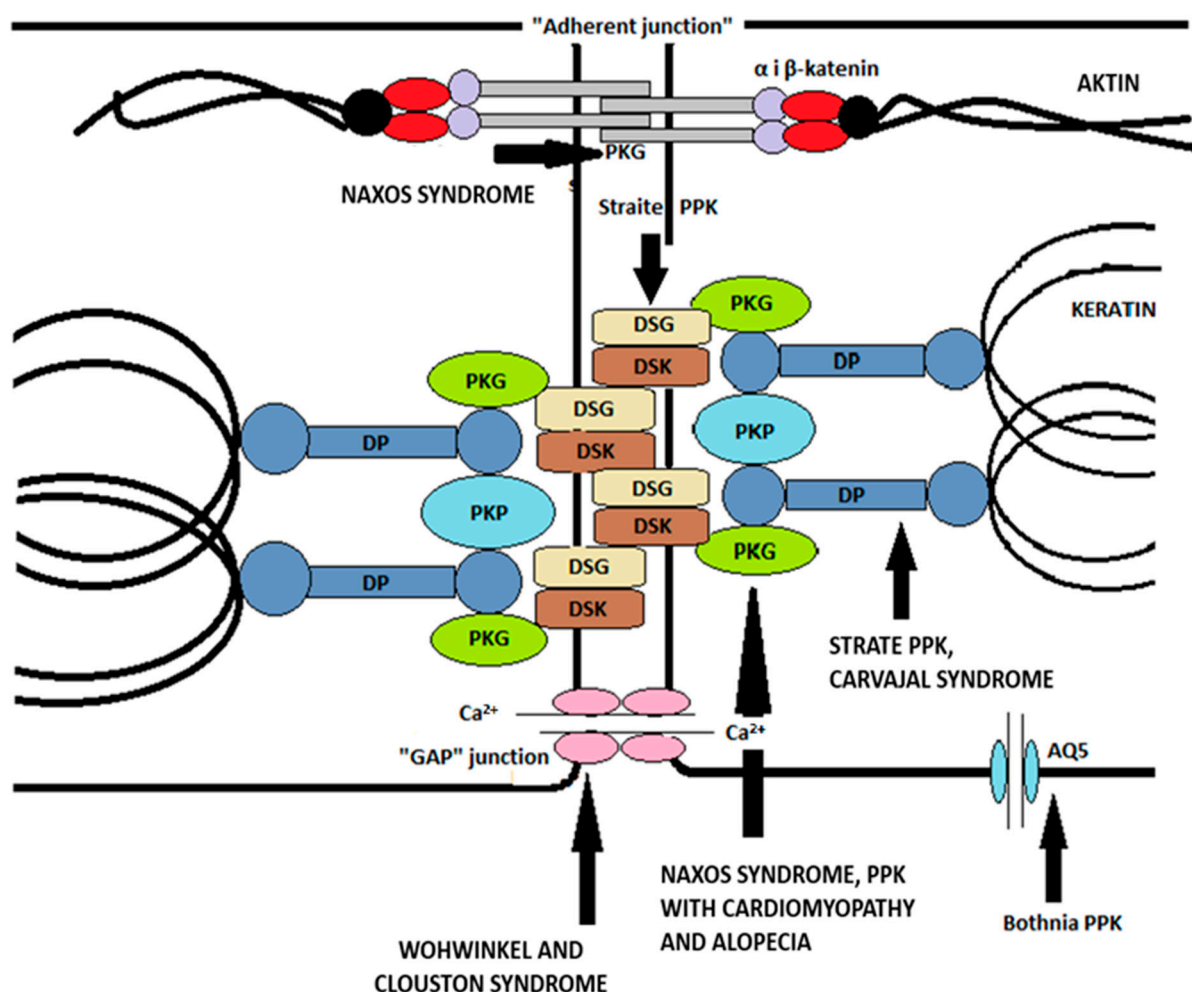 "Adherent junction"
α i β-katenin
AKTIN
PKG
NAXOS SYNDROME
s
Straite PPK
PKG
DSG
KERATIN
DSK
DP
PKG
DSG
PKP
DP
DSK
DSG
DP
PKP
DSK
PKG
DSG
DP
DSK
PKG
STRATE PPK,
CARVAJAL SYNDROME
Ca²⁺
Ca²⁺
"GAP" junction
AQ5
NAXOS SYNDROME, PPK
WITH CARDIOMYOPATHY
AND ALOPECIA
Bothnia PPK
WOHWINKEL AND
CLOUSTON SYNDROME